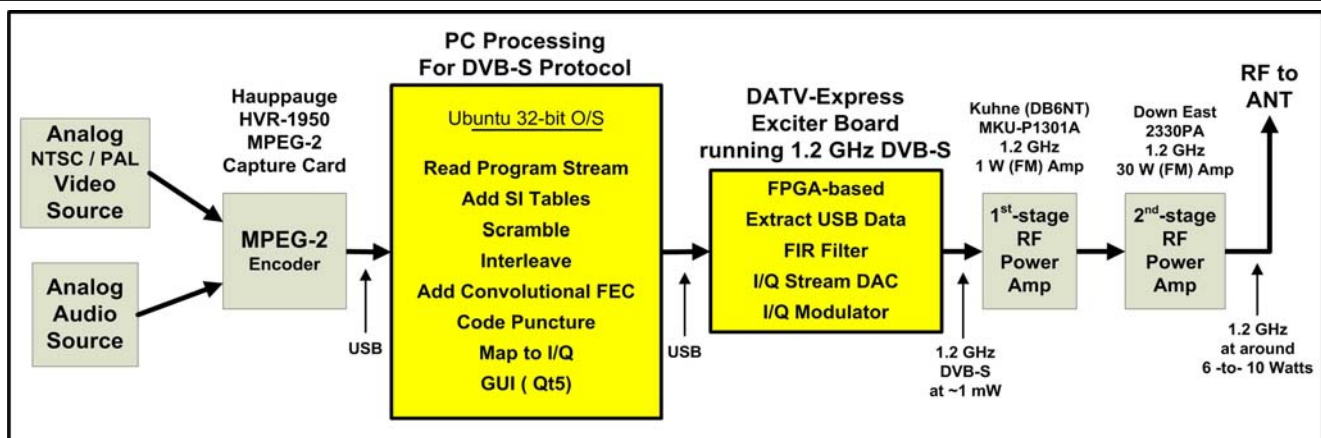 Analog
NTSC / PAL
Video
Source
Analog
Audio
Source
Hauppauge
HVR-1950
MPEG-2
Capture Card
MPEG-2
Encoder
USB
PC Processing
For DVB-S Protocol
Ubuntu 32-bit O/S
Read Program Stream
Add SI Tables
Scramble
Interleave
Add Convolutional FEC
Code Puncture
Map to I/Q
GUI ( Qt5)
USB
DATV-Express
Exciter Board
running 1.2 GHz DVB-S
FPGA-based
Extract USB Data
FIR Filter
I/Q Stream DAC
I/Q Modulator
1.2 GHz
DVB-S
at ~1 mW
Kuhne (DB6NT)
MKU-P1301A
1.2 GHz
1 W (FM) Amp
1st-stage
RF
Power
Amp
Down East
2330PA
1.2 GHz
30 W (FM) Amp
2nd-stage
RF
Power
Amp
RF to
ANT
1.2 GHz
at around
6 -to- 10 Watts